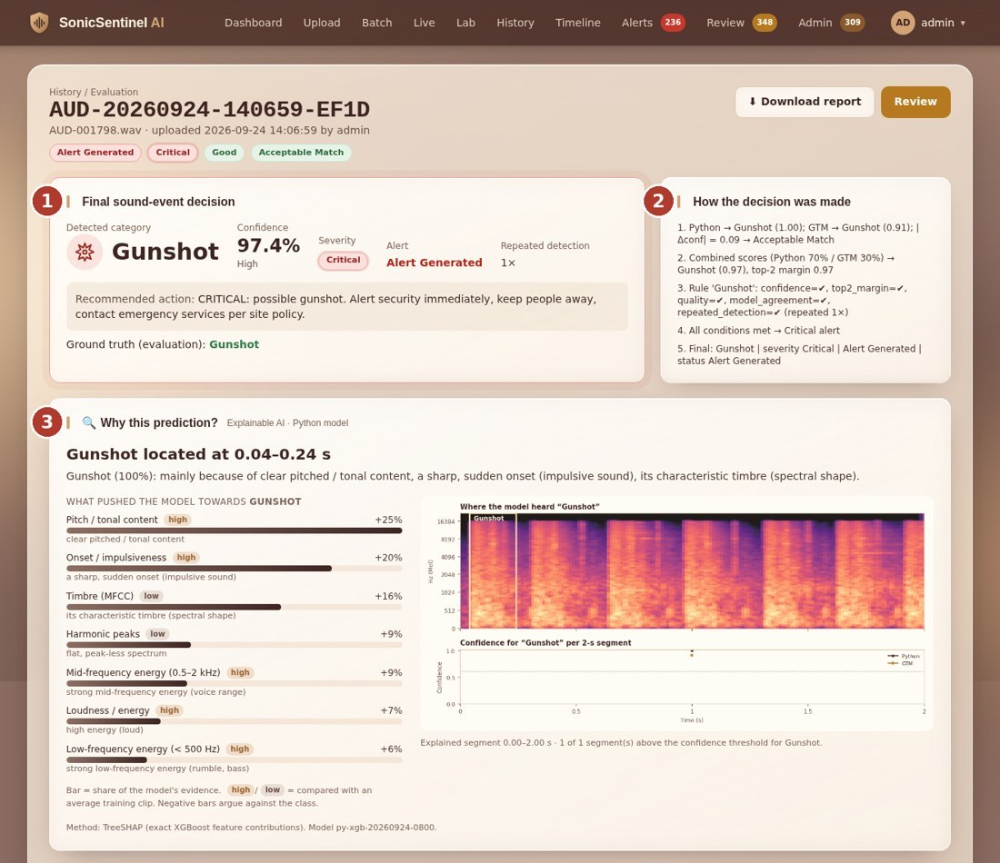 SonicSentinel AI
Dashboard Upload Batch Live Lab History Timeline Alerts 236 Review 348 Admin 309 AD admin ▾
History / Evaluation
AUD-20260924-140659-EF1D
AUD-001798.wav · uploaded 2026-09-24 14:06:59 by admin
Alert Generated Critical Good Acceptable Match
⬇ Download report
Review
1
Final sound-event decision
Detected category
Gunshot
Confidence
97.4%
High
Severity
Critical
Alert
Alert Generated
Repeated detection
1×
Recommended action: CRITICAL: possible gunshot. Alert security immediately, keep people away,
contact emergency services per site policy.
Ground truth (evaluation): Gunshot
2
How the decision was made
1. Python → Gunshot (1.00); GTM → Gunshot (0.91); |
Δconf| = 0.09 → Acceptable Match
2. Combined scores (Python 70% / GTM 30%) →
Gunshot (0.97), top-2 margin 0.97
3. Rule 'Gunshot': confidence=✔, top2_margin=✔,
quality=✔, model_agreement=✔,
repeated_detection=✔ (repeated 1×)
4. All conditions met → Critical alert
5. Final: Gunshot | severity Critical | Alert Generated |
status Alert Generated
3
🔍 Why this prediction? Explainable AI · Python model
Gunshot located at 0.04–0.24 s
Gunshot (100%): mainly because of clear pitched / tonal content, a sharp, sudden onset (impulsive sound), its characteristic timbre (spectral shape).
WHAT PUSHED THE MODEL TOWARDS GUNSHOT
Pitch / tonal content high +25%
clear pitched / tonal content
Onset / impulsiveness high +20%
a sharp, sudden onset (impulsive sound)
Timbre (MFCC) low +16%
its characteristic timbre (spectral shape)
Harmonic peaks low +9%
flat, peak-less spectrum
Mid-frequency energy (0.5–2 kHz) high +9%
strong mid-frequency energy (voice range)
Loudness / energy high +7%
high energy (loud)
Low-frequency energy (< 500 Hz) high +6%
strong low-frequency energy (rumble, bass)
Bar = share of the model's evidence. high / low = compared with an
average training clip. Negative bars argue against the class.
Method: TreeSHAP (exact XGBoost feature contributions). Model py-xgb-20260924-0800.
Where the model heard “Gunshot”
Gunshot
Hz (Mel)
16384
8192
4096
2048
1024
512
0
Confidence for “Gunshot” per 2-s segment
Confidence
1.0
0.5
0.0
Python
GTM
0 0.5 1 1.5 2
Time (s)
Explained segment 0.00–2.00 s · 1 of 1 segment(s) above the confidence threshold for Gunshot.